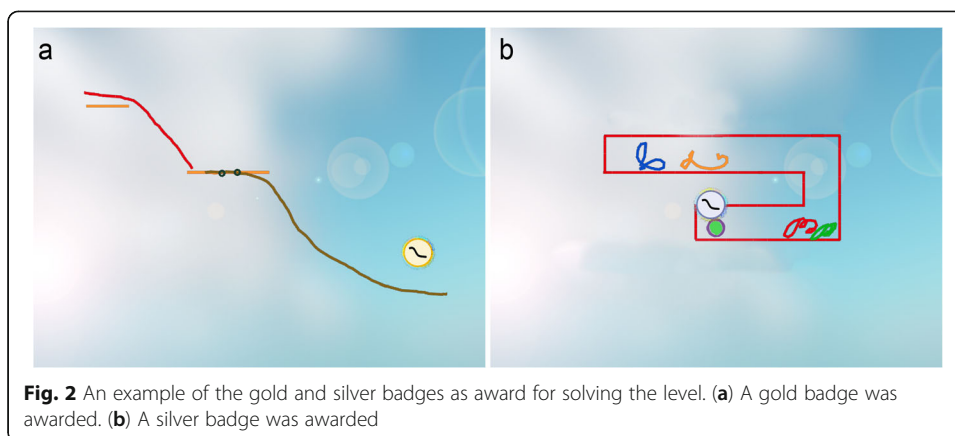 a
b
Fig. 2 An example of the gold and silver badges as award for solving the level. (a) A gold badge was
awarded. (b) A silver badge was awarded